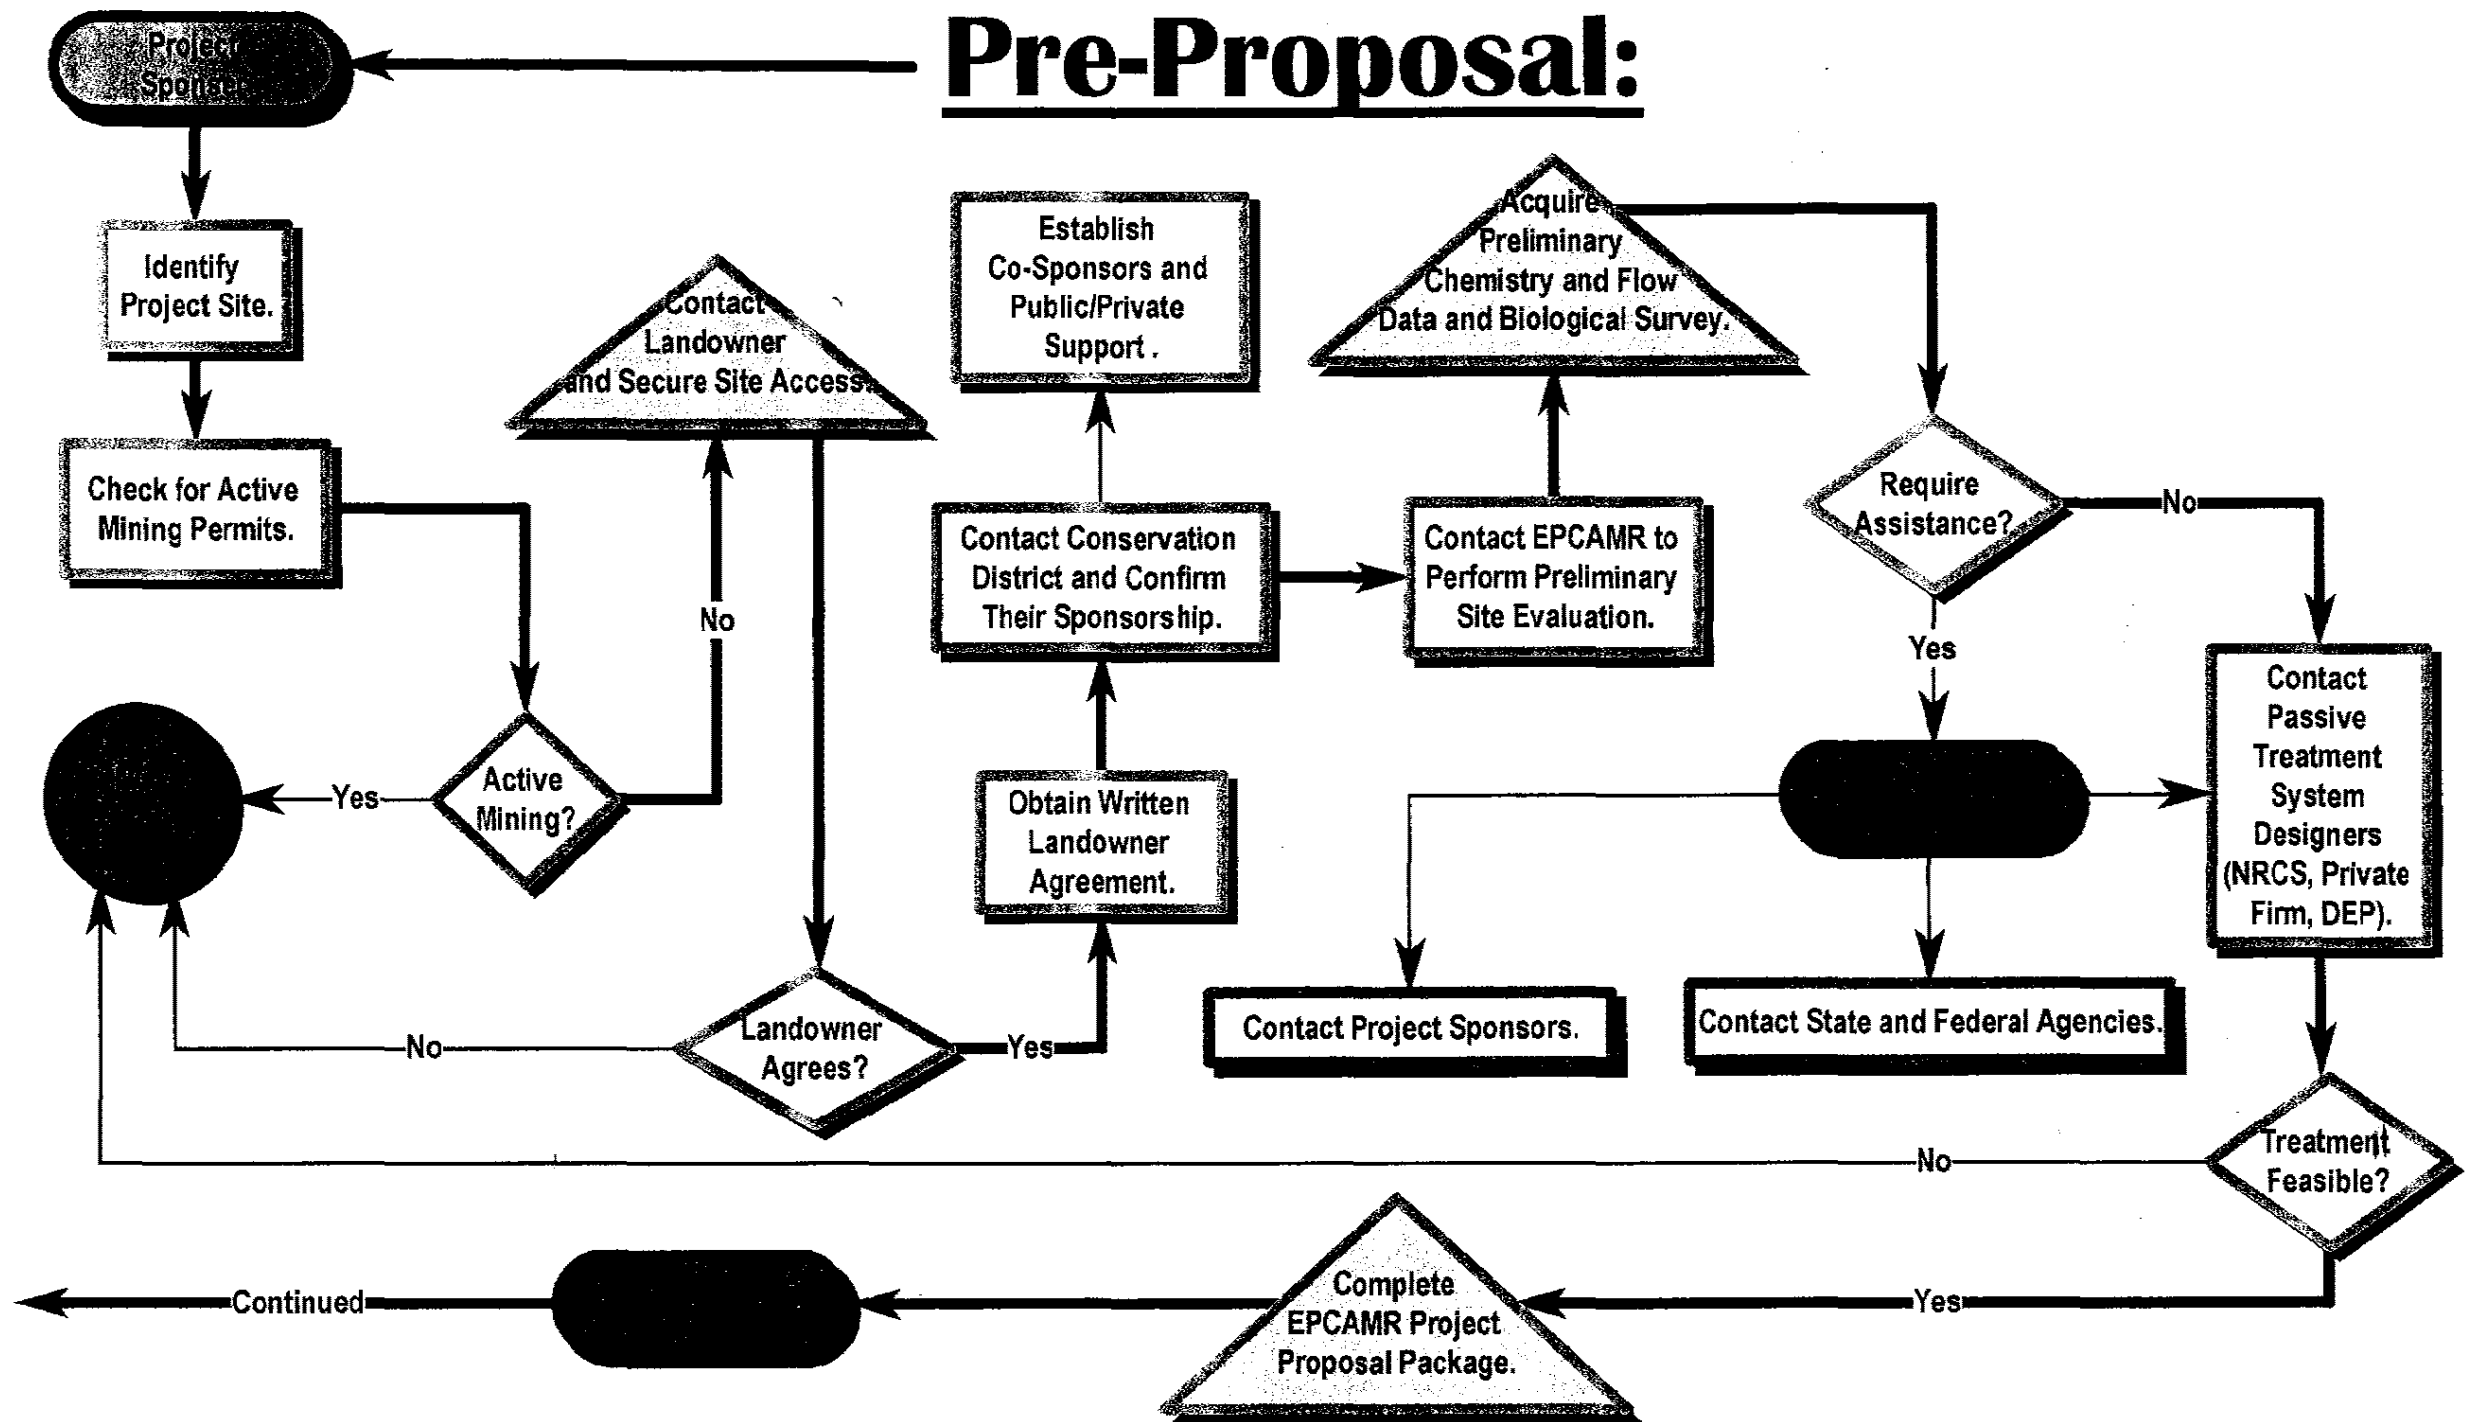 Pre-Proposal:
Project
Identify
Project Site.
Check for Active
Mining Permits.
Active
Mining?
Yes
No
Contact
Landowner
and Secure Site Access.
Landowner
Agrees?
No
Yes
Obtain Written
Landowner
Agreement.
Contact Conservation
District and Confirm
Their Sponsorship.
Establish
Co-Sponsors and
Public/Private
Support .
Contact EPCAMR to
Perform Preliminary
Site Evaluation.
Acquire
Preliminary
Chemistry and Flow
Data and Biological Survey.
Require
Assistance?
No
Yes
Contact Project Sponsors.
Contact State and Federal Agencies.
Contact
Passive
Treatment
System
Designers
(NRCS, Private
Firm, DEP).
Treatment
Feasible?
No
Yes
Complete
EPCAMR Project
Proposal Package.
Continued